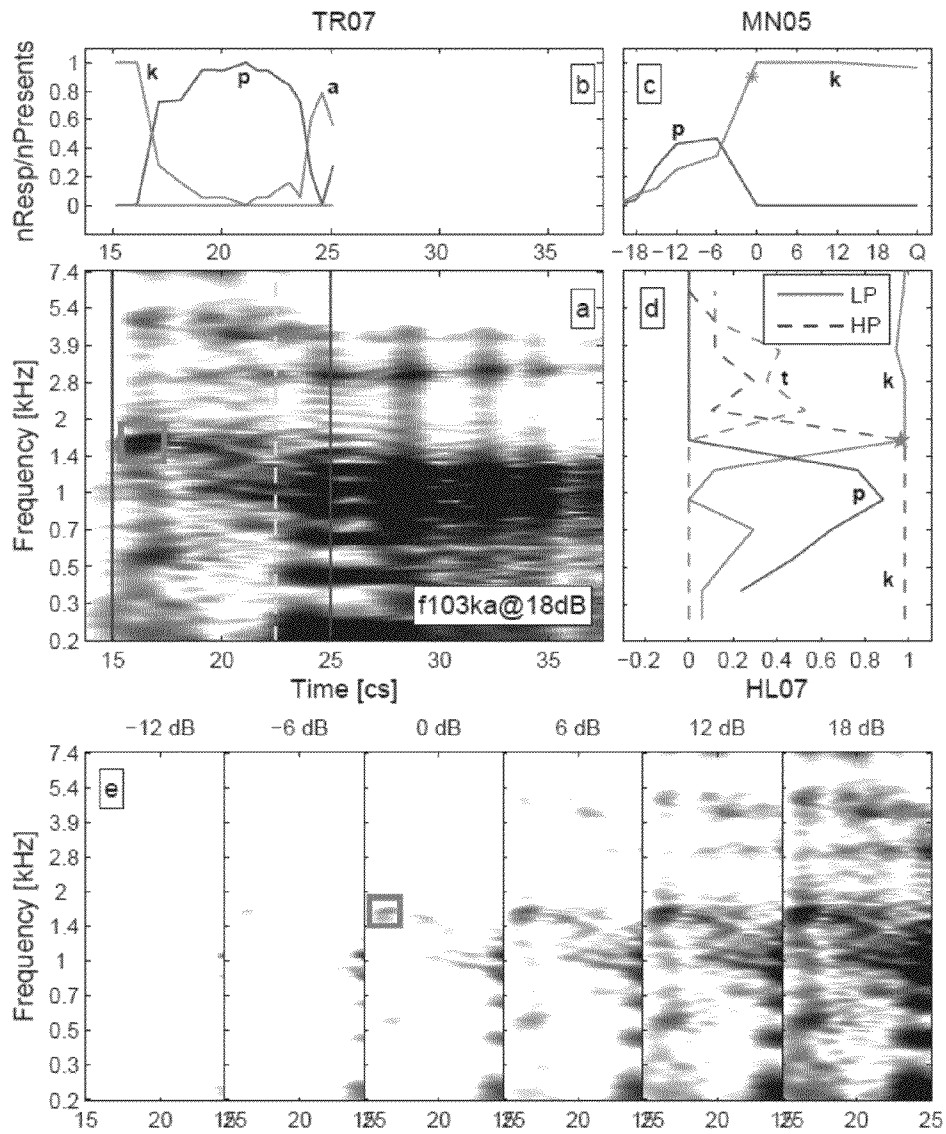 TR07 MN05
nResp/nPresents
1
0.8
0.6
0.4
0.2
0
k p a b
15 20 25 30 35
p k c
−18 −12 −6 0 6 12 18 Q
Frequency [kHz]
7.4
5.4
3.9
2.8
2
1.4
1
0.7
0.5
0.3
0.2
a
f103ka@18dB
15 20 25 30 35
Time [cs]
d
LP
HP
t k
p
k
−0.2 0 0.2 0.4 0.6 0.8 1
HL07
−12 dB −6 dB 0 dB 6 dB 12 dB 18 dB
Frequency [kHz]
7.4
5.4
3.9
2.8
2
1.4
1
0.7
0.5
0.3
0.2
e
15 20 20 20 20 20 20 25